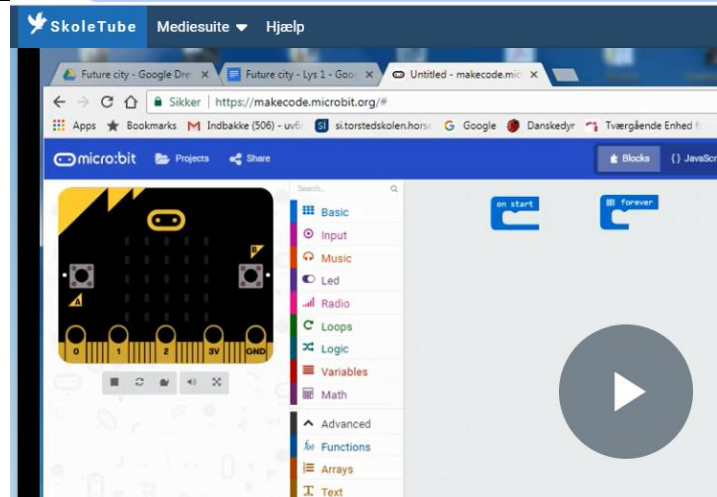 SkoleTube Mediesuite Hjælp
Future city - Google Dre Future city - Lys 1 - Goo Untitled - makecode.mic
Sikker https://makecode.microbit.org/#
Apps Bookmarks Indbakke (506) - uv6 si.torstedskolen.hors Google Danskedyr Tværgående Enhed f
micro:bit Projects Share Blocks {} JavaScr
Search...
Basic
on start forever
Input
Music
B
Led
A
Radio
Loops
0 1 2 3V GND
Logic
Variables
Math
Advanced
f(x) Functions
Arrays
T Text